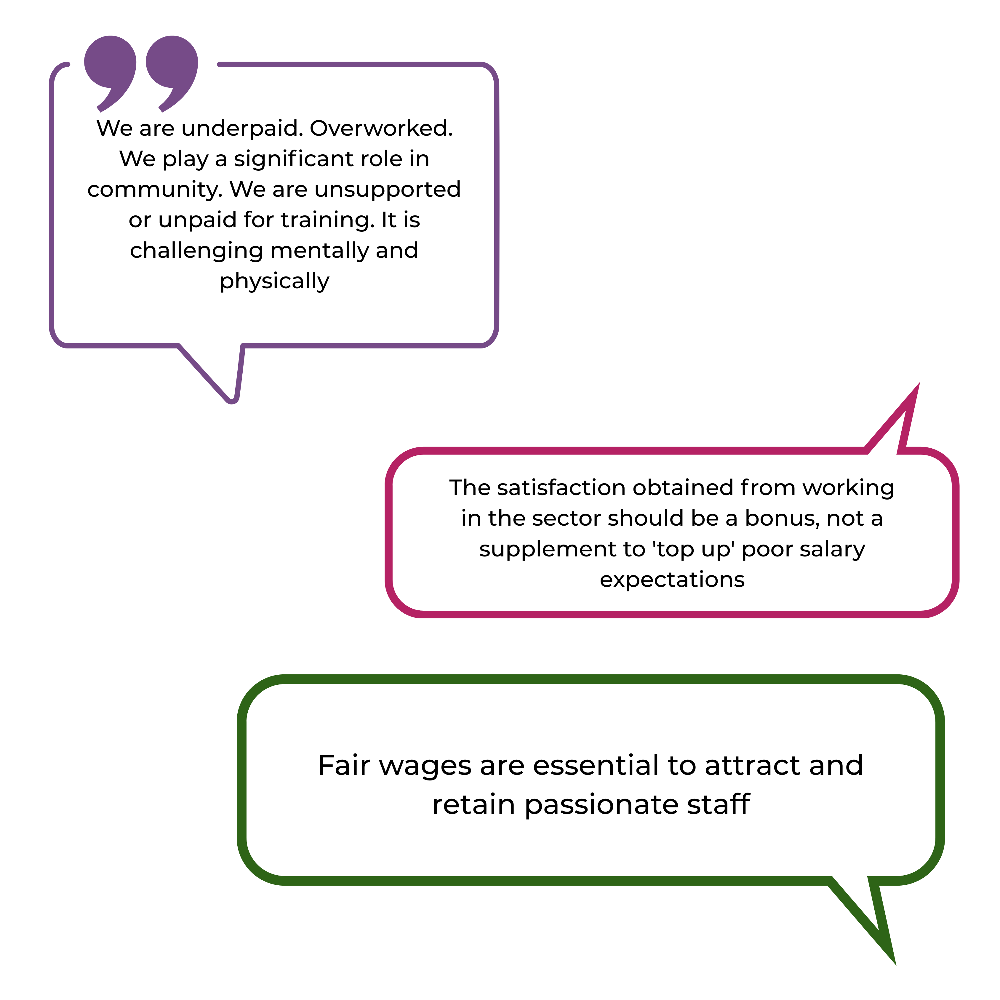 We are underpaid. Overworked.
We play a significant role in
community. We are unsupported
or unpaid for training. It is
challenging mentally and
physically
The satisfaction obtained from working
in the sector should be a bonus, not a
supplement to 'top up' poor salary
expectations
Fair wages are essential to attract and
retain passionate staff